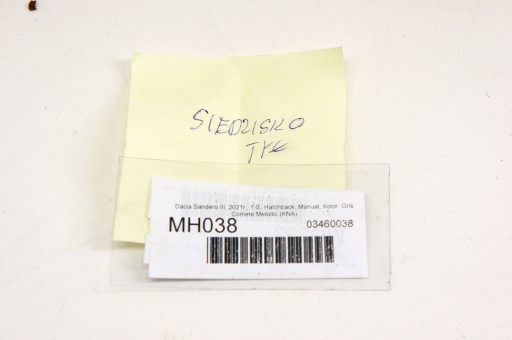 SIEDZISKO
TYŁ
Dacia Sandero III, 2021r., 1.0, Hatchback, Manual, Kolor: Gris
Comete Metallic (KNA)
MH038
03460038